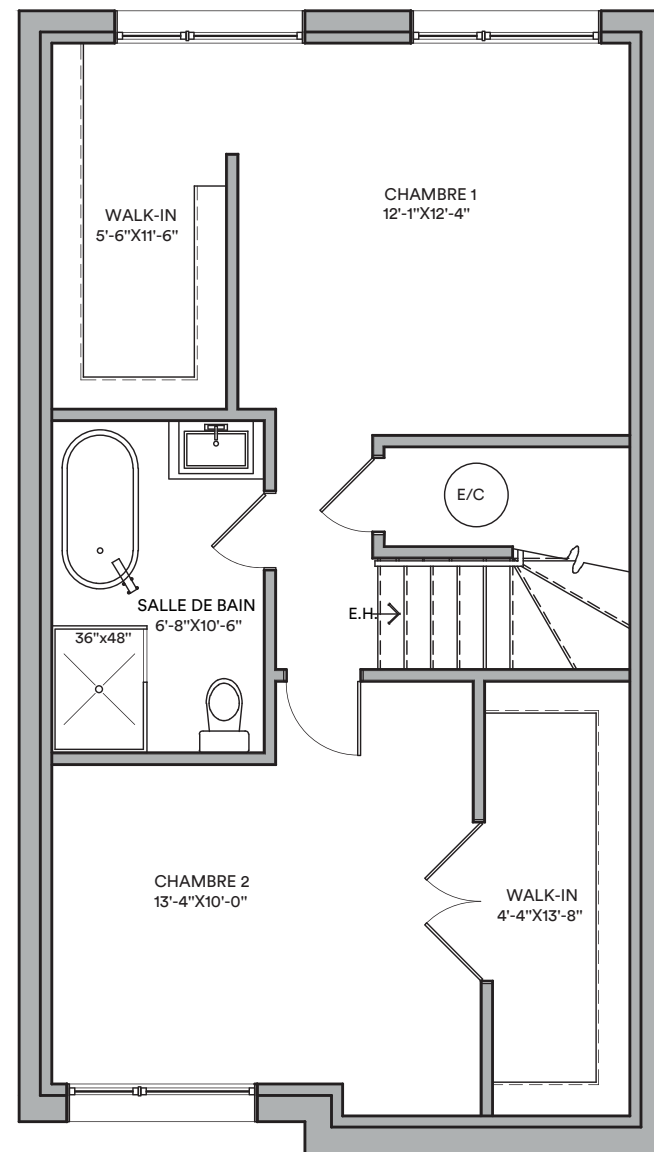 CHAMBRE 1
12'-1"X12'-4"
WALK-IN
5'-6"X11'-6"
E/C
SALLE DE BAIN
6'-8"X10'-6"
E.H.
36"x48"
CHAMBRE 2
13'-4"X10'-0"
WALK-IN
4'-4"X13'-8"